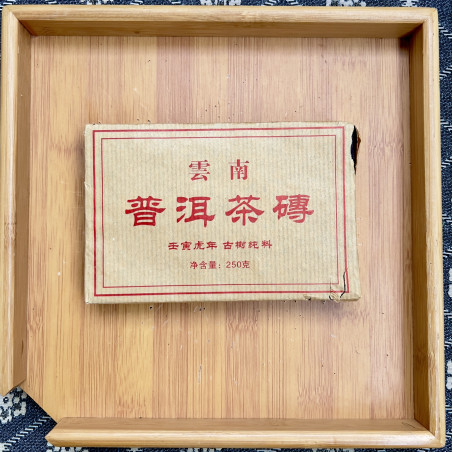 雲南
普洱茶磚
壬寅虎年 古樹純料
净含量：250克